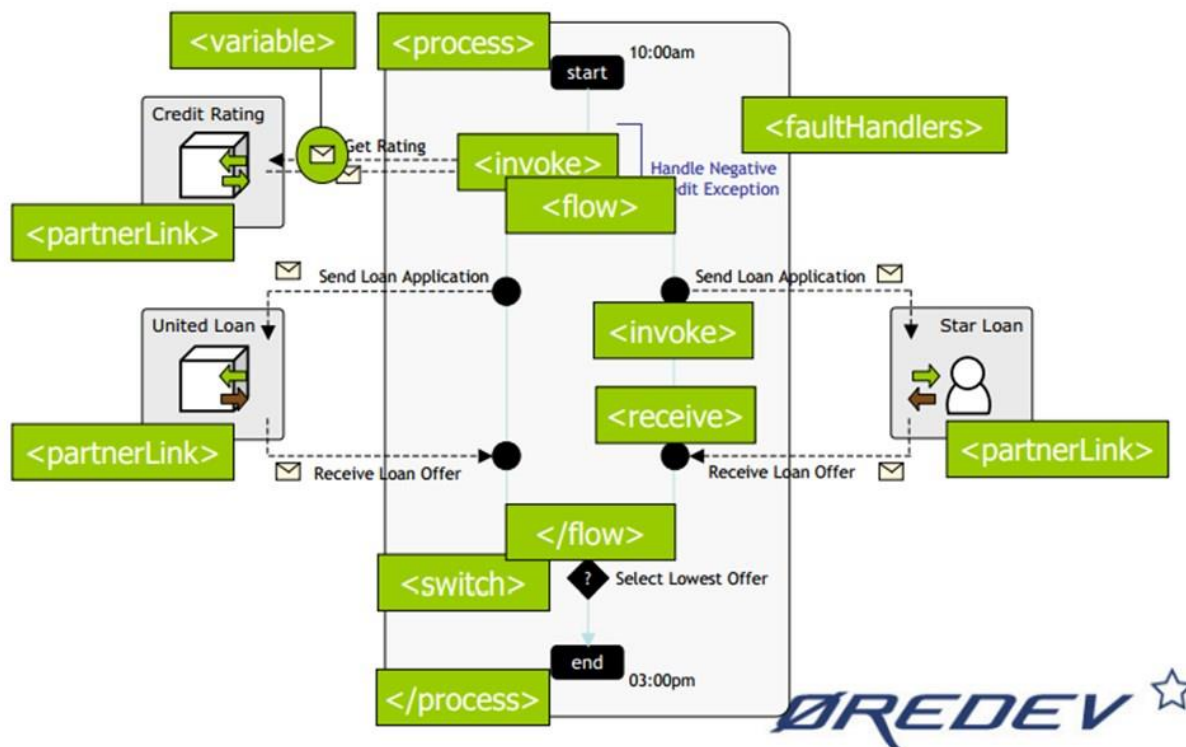 <variable>
<process>
10:00am
start
Credit Rating
<faultHandlers>
Get Rating
<invoke>
Handle Negative
Credit Exception
<flow>
<partnerLink>
Send Loan Application
Send Loan Application
United Loan
<invoke>
Star Loan
<receive>
<partnerLink>
<partnerLink>
Receive Loan Offer
Receive Loan Offer
</flow>
<switch>
?
Select Lowest Offer
end
03:00pm
</process>
ØREDEV